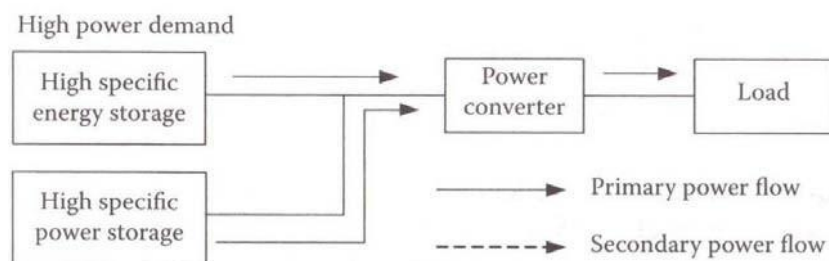 High power demand
High specific
energy storage
Power
converter
Load
High specific
power storage
Primary power flow
Secondary power flow